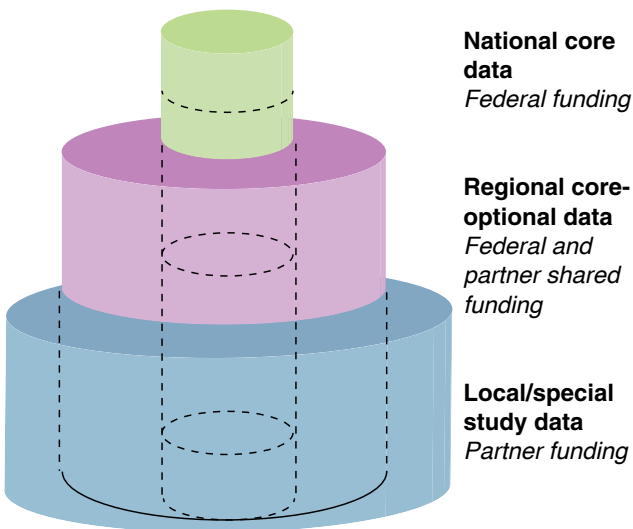 National core
data
Federal funding
Regional core-
optional data
Federal and
partner shared
funding
Local/special
study data
Partner funding